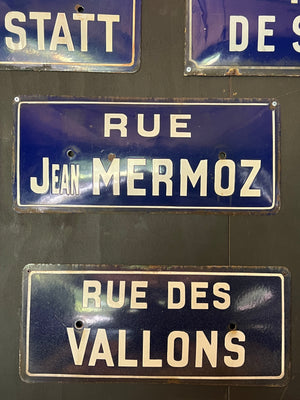 STATT
DE S
RUE
JEAN MERMOZ
RUE DES
VALLONS